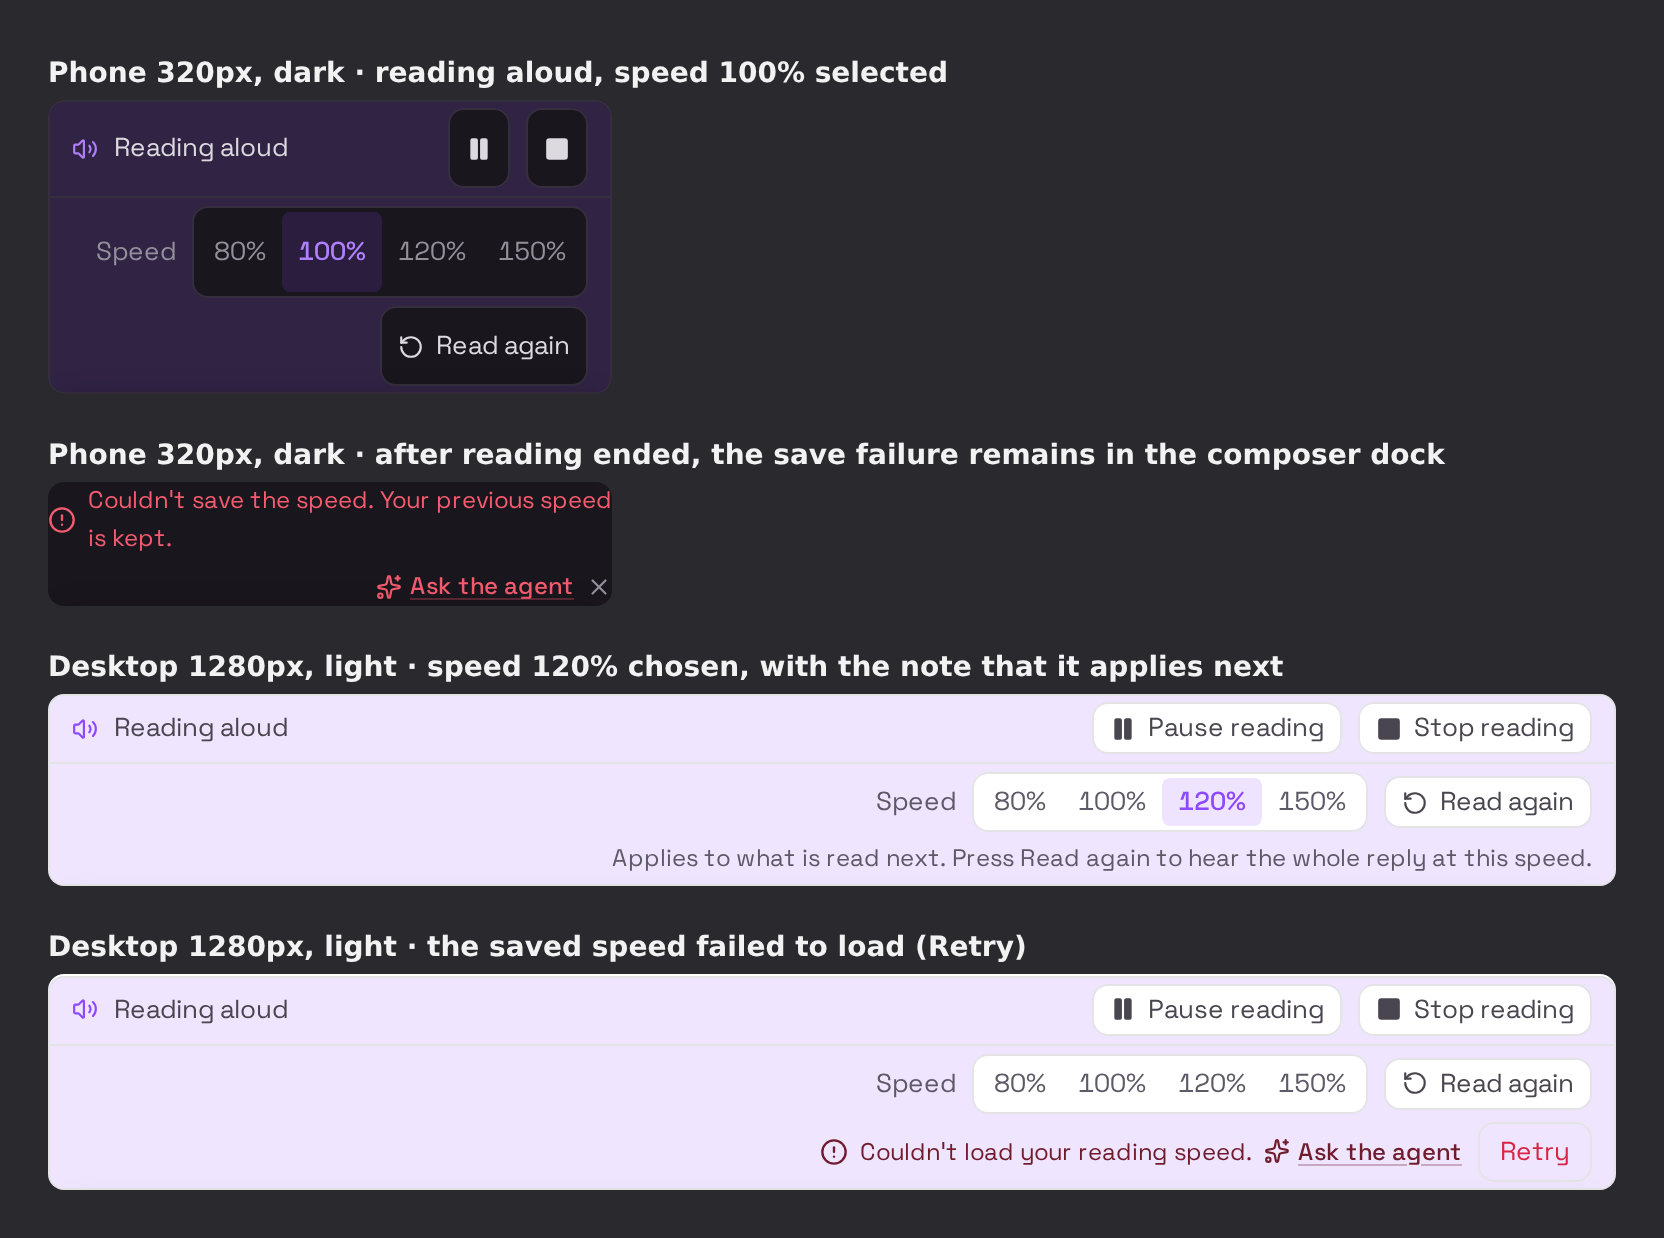 Phone 320px, dark · reading aloud, speed 100% selected
Reading aloud
Speed 80% 100% 120% 150%
Read again
Phone 320px, dark · after reading ended, the save failure remains in the composer dock
Couldn't save the speed. Your previous speed
is kept.
Ask the agent
Desktop 1280px, light · speed 120% chosen, with the note that it applies next
Reading aloud Pause reading Stop reading
Speed 80% 100% 120% 150% Read again
Applies to what is read next. Press Read again to hear the whole reply at this speed.
Desktop 1280px, light · the saved speed failed to load (Retry)
Reading aloud Pause reading Stop reading
Speed 80% 100% 120% 150% Read again
Couldn't load your reading speed. Ask the agent Retry